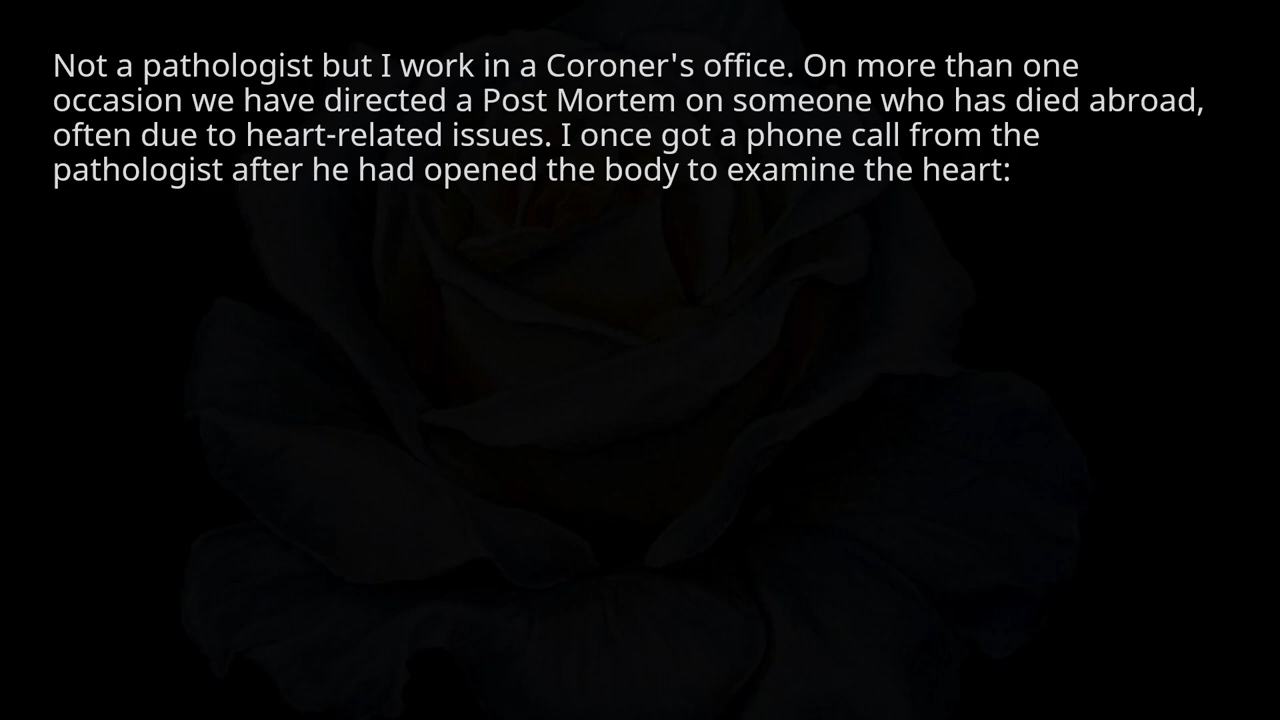 Not a pathologist but I work in a Coroner's office. On more than one
occasion we have directed a Post Mortem on someone who has died abroad,
often due to heart-related issues. I once got a phone call from the
pathologist after he had opened the body to examine the heart: